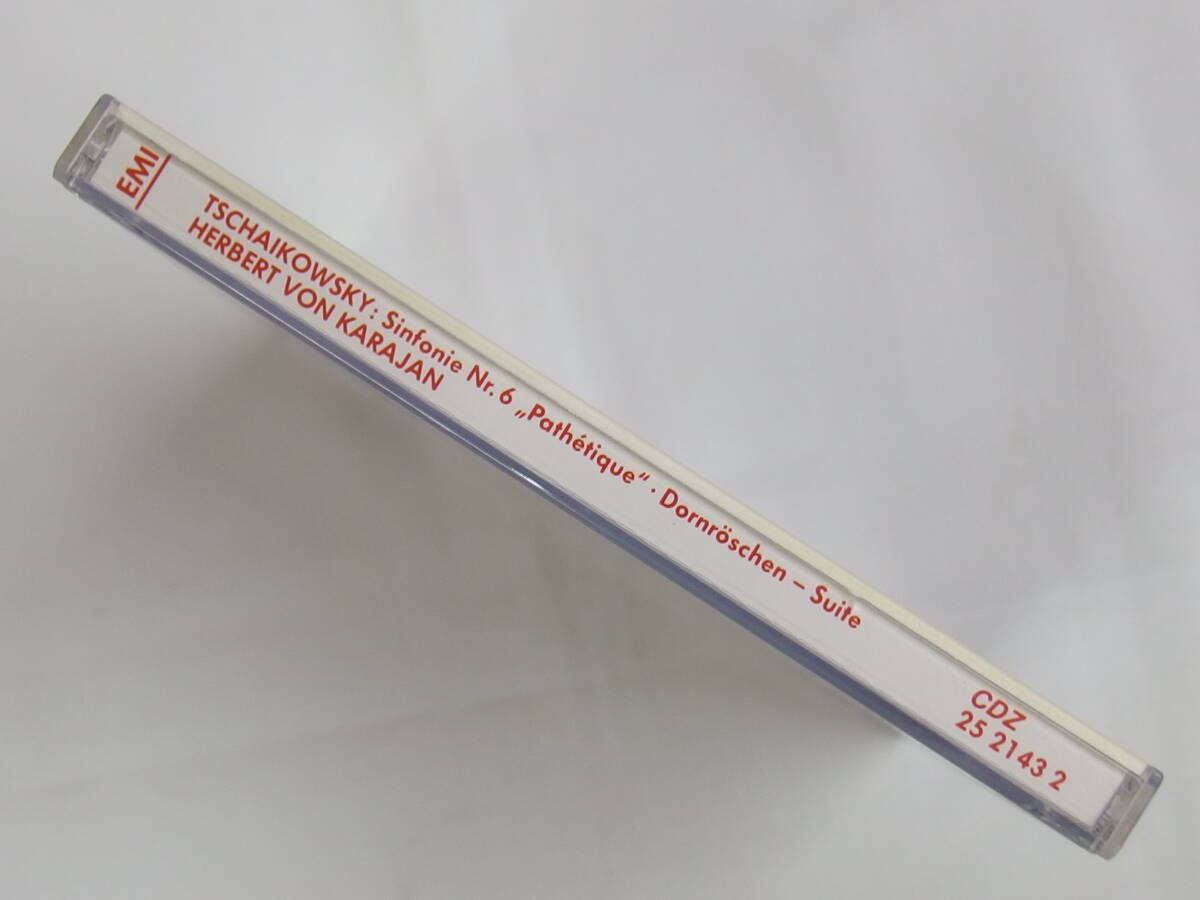 EMI
TSCHAIKOWSKY: Sinfonie Nr. 6 „Pathétique“ · Dornröschen – Suite
HERBERT VON KARAJAN
CDZ
25 2143 2